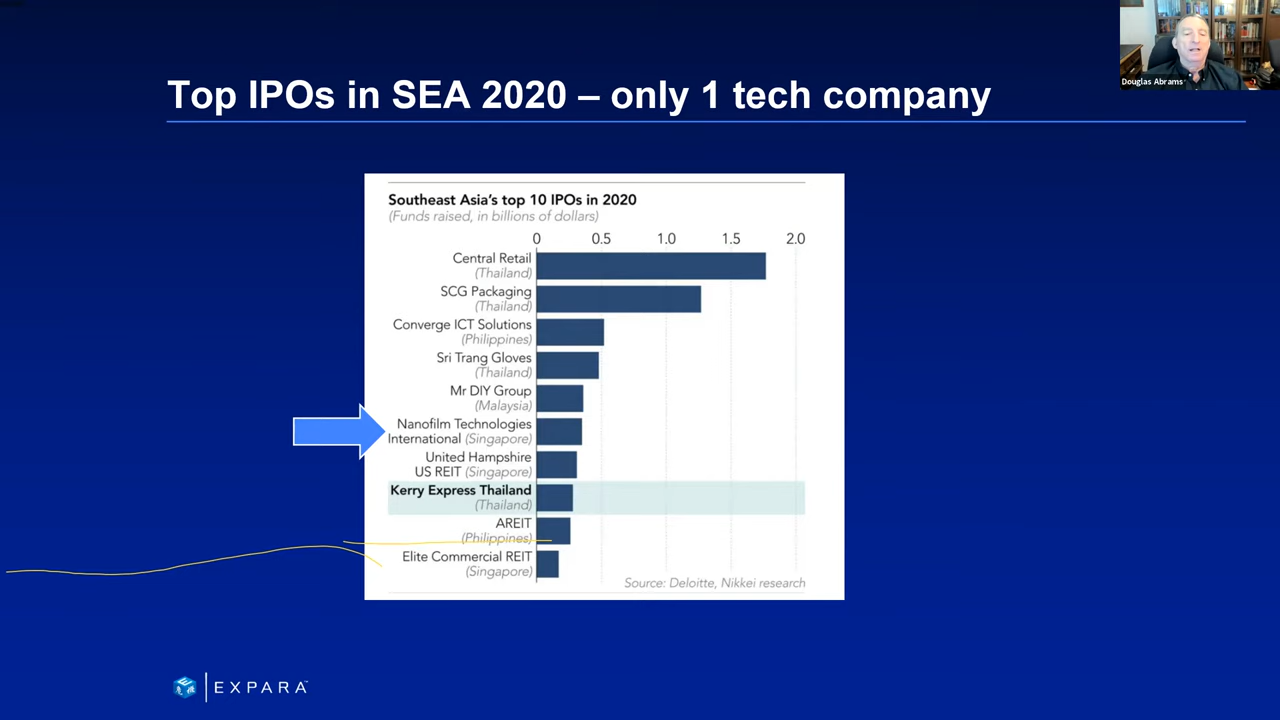 Douglas Abrams
Top IPOs in SEA 2020 – only 1 tech company
Southeast Asia's top 10 IPOs in 2020
(Funds raised, in billions of dollars)
0 0.5 1.0 1.5 2.0
Central Retail
(Thailand)
SCG Packaging
(Thailand)
Converge ICT Solutions
(Philippines)
Sri Trang Gloves
(Thailand)
Mr DIY Group
(Malaysia)
Nanofilm Technologies
International (Singapore)
United Hampshire
US REIT (Singapore)
Kerry Express Thailand
(Thailand)
AREIT
(Philippines)
Elite Commercial REIT
(Singapore)
Source: Deloitte, Nikkei research
EXPARA™